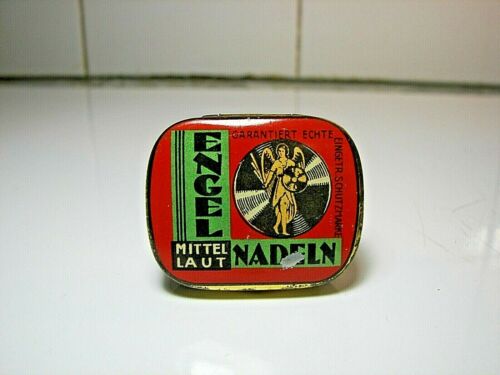 GARANTIERT ECHTE
EINGETR. SCHUTZMARKE
ENGEL
MITTEL
LAUT
NADELN